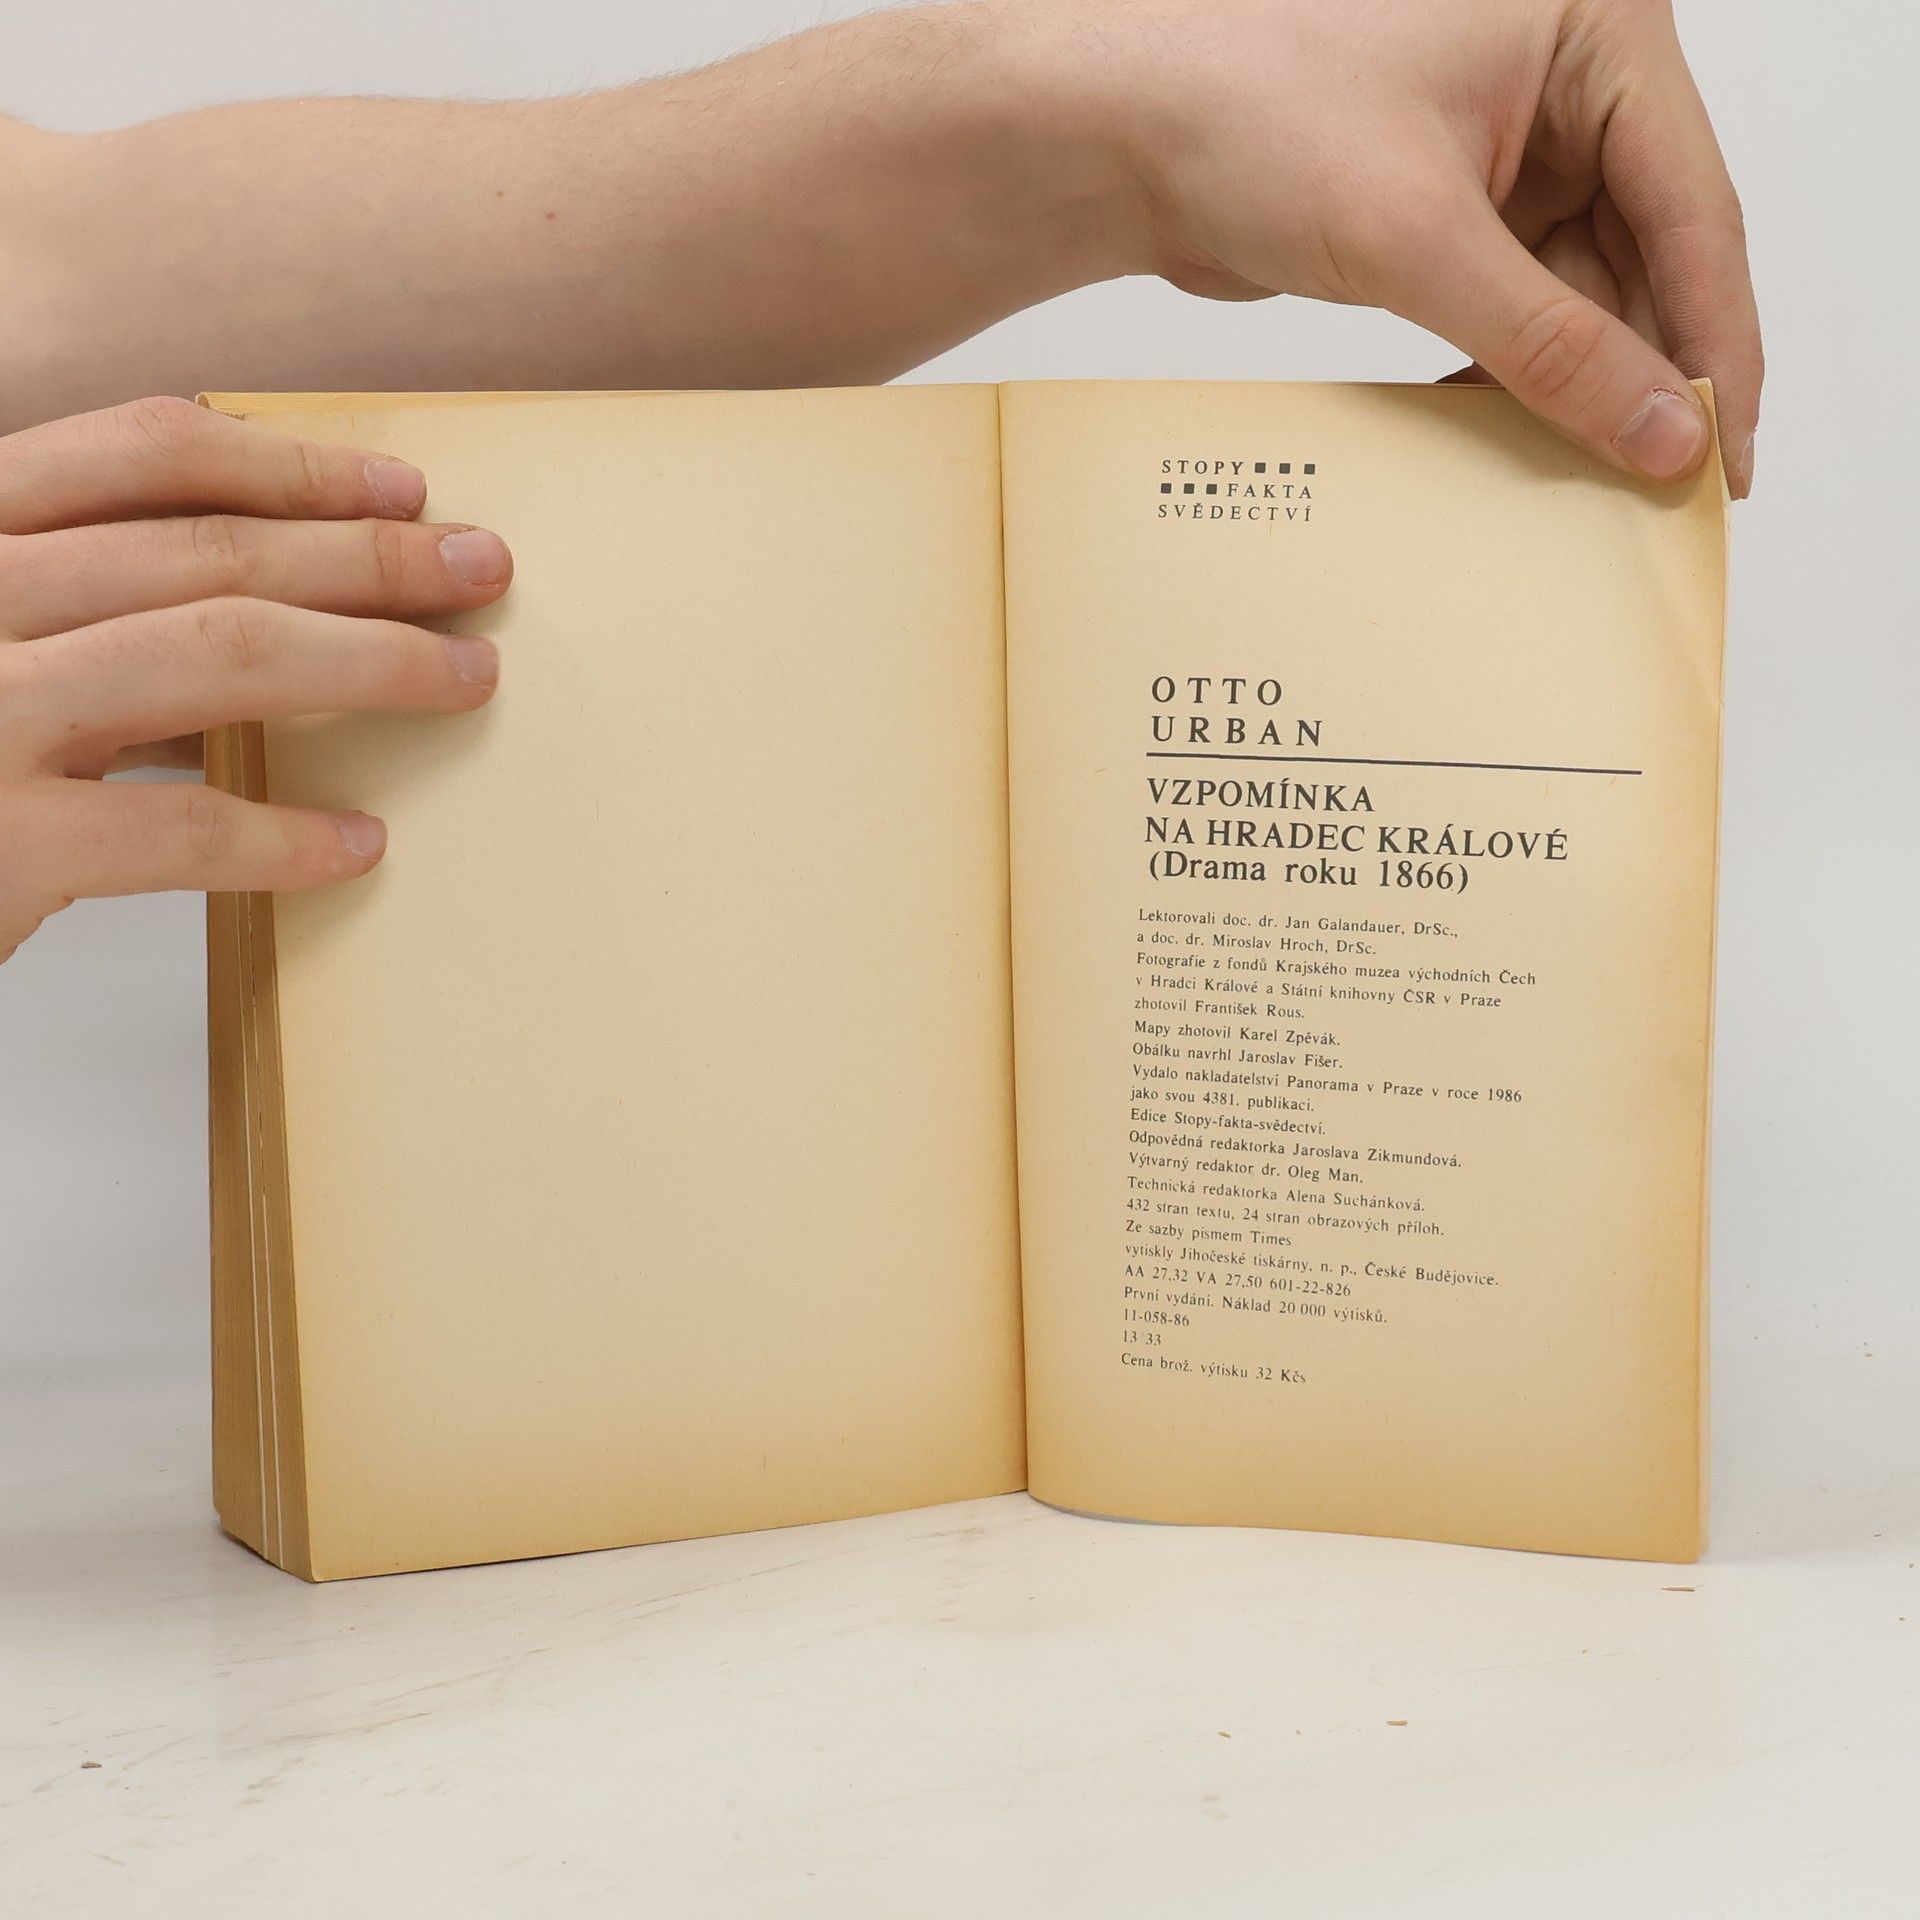 STOPY ■ ■ ■
■ ■ ■ FAKTA
SVĚDECTVÍ
OTTO
URBAN
VZPOMÍNKA
NA HRADEC KRÁLOVÉ
(Drama roku 1866)
Lektorovali doc. dr. Jan Galandauer, DrSc.,
a doc. dr. Miroslav Hroch, DrSc.
Fotografie z fondů Krajského muzea východních Čech
v Hradci Králové a Státní knihovny ČSR v Praze
zhotovil František Rous.
Mapy zhotovil Karel Zpěvák.
Obálku navrhl Jaroslav Fišer.
Vydalo nakladatelství Panorama v Praze v roce 1986
jako svou 4381. publikaci.
Edice Stopy-fakta-svědectví.
Odpovědná redaktorka Jaroslava Zikmundová.
Výtvarný redaktor dr. Oleg Man.
Technická redaktorka Alena Suchánková.
432 stran textu, 24 stran obrazových příloh.
Ze sazby písmem Times
vytiskly Jihočeské tiskárny, n. p., České Budějovice.
AA 27,32 VA 27,50 601-22-826
První vydání. Náklad 20 000 výtisků.
11-058-86
13/33
Cena brož. výtisku 32 Kčs